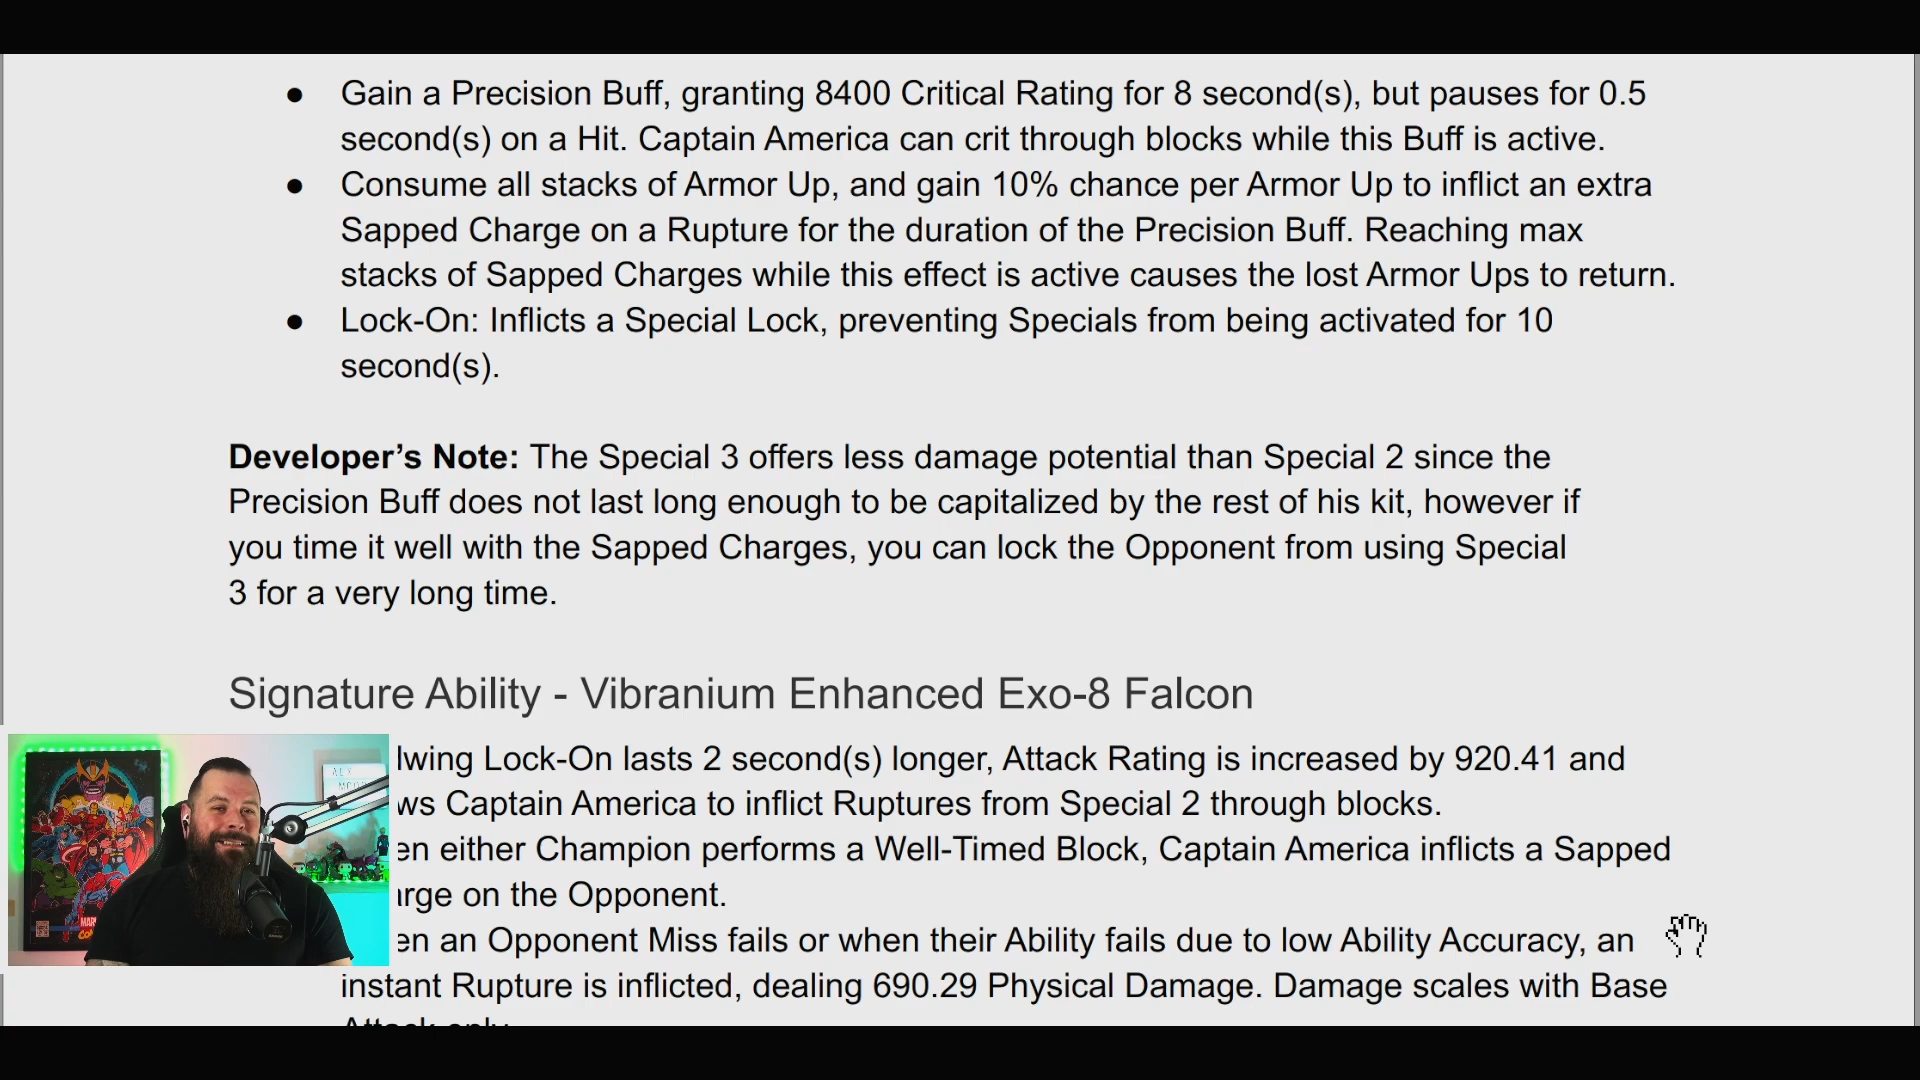 ● Gain a Precision Buff, granting 8400 Critical Rating for 8 second(s), but pauses for 0.5
second(s) on a Hit. Captain America can crit through blocks while this Buff is active.
● Consume all stacks of Armor Up, and gain 10% chance per Armor Up to inflict an extra
Sapped Charge on a Rupture for the duration of the Precision Buff. Reaching max
stacks of Sapped Charges while this effect is active causes the lost Armor Ups to return.
● Lock-On: Inflicts a Special Lock, preventing Specials from being activated for 10
second(s).
Developer’s Note: The Special 3 offers less damage potential than Special 2 since the
Precision Buff does not last long enough to be capitalized by the rest of his kit, however if
you time it well with the Sapped Charges, you can lock the Opponent from using Special
3 for a very long time.
Signature Ability - Vibranium Enhanced Exo-8 Falcon
lwing Lock-On lasts 2 second(s) longer, Attack Rating is increased by 920.41 and
ws Captain America to inflict Ruptures from Special 2 through blocks.
en either Champion performs a Well-Timed Block, Captain America inflicts a Sapped
rge on the Opponent.
en an Opponent Miss fails or when their Ability fails due to low Ability Accuracy, an
instant Rupture is inflicted, dealing 690.29 Physical Damage. Damage scales with Base
Attack only
ALX